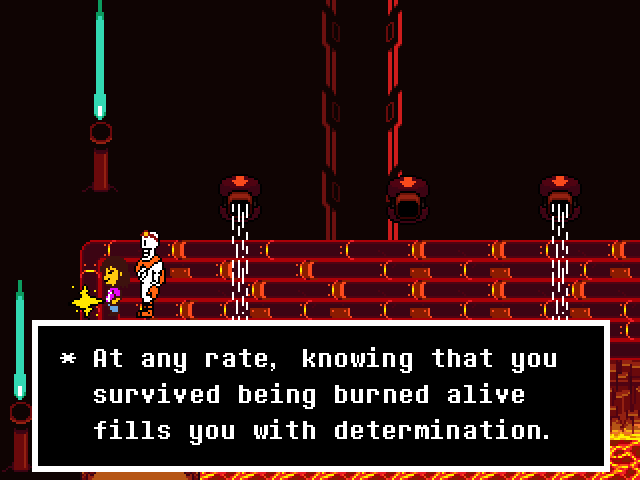 * At any rate, knowing that you
survived being burned alive
fills you with determination.